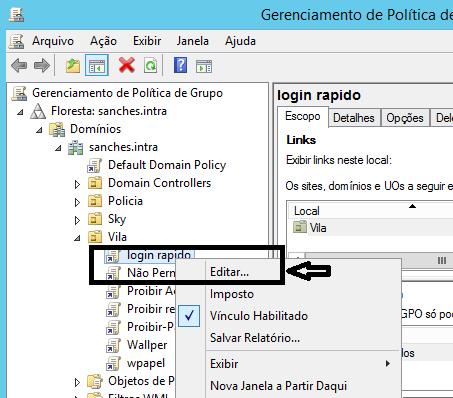 Gerenciamento de Política de
Arquivo Ação Exibir Janela Ajuda
Gerenciamento de Política de Grupo
Floresta: sanches.intra
Domínios
sanches.intra
Default Domain Policy
Domain Controllers
Policia
Sky
Vila
login rapido
Não Perm
Proibir
Proibir re
Proibir-P
Wallper
wpapel
Objetos de P
Filtros WMI
login rapido
Escopo Detalhes Opções
Links
Exibir links neste local:
Os sites, domínios e UOs a seguir e
Local
Vila
GPO só po
dos
Editar...
Imposto
Vínculo Habilitado
Salvar Relatório...
Exibir
Nova Janela a Partir Daqui